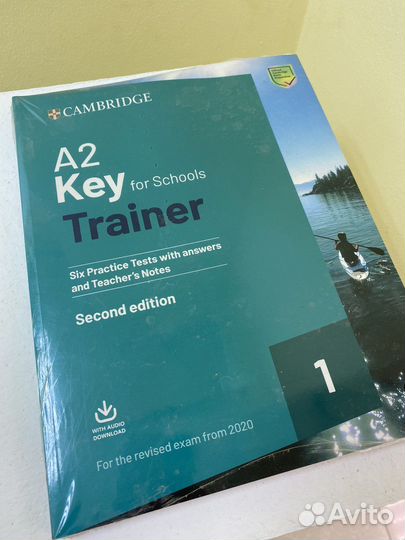 CAMBRIDGE
A2
Key for Schools
Trainer
Six Practice Tests with answers
and Teacher's Notes
Second edition
1
WITH AUDIO
DOWNLOAD
For the revised exam from 2020
Avito